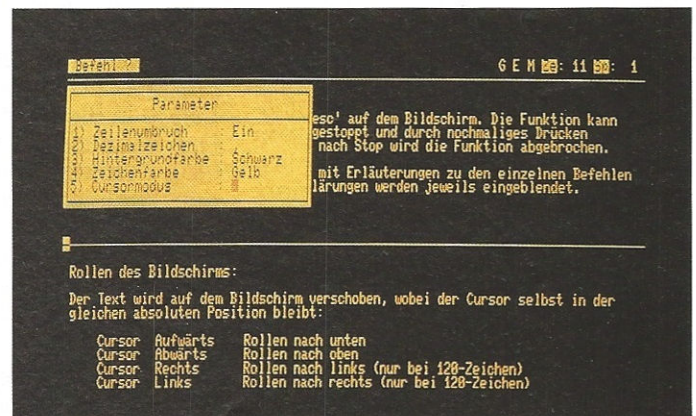 Befehl ?
G E M Ze: 11 Sp: 1
Parameter
1) Zeilenumbruch : Ein
2) Dezimalzeichen : ,
3) Hintergrundfarbe : Schwarz
4) Zeichenfarbe : Gelb
5) Cursormodus :
esc' auf dem Bildschirm. Die Funktion kann
gestoppt und durch nochmaliges Drücken
nach Stop wird die Funktion abgebrochen.
mit Erläuterungen zu den einzelnen Befehlen
lärungen werden jeweils eingeblendet.
Rollen des Bildschirms:
Der Text wird auf dem Bildschirm verschoben, wobei der Cursor selbst in der
gleichen absoluten Position bleibt:
Cursor Aufwärts Rollen nach unten
Cursor Abwärts Rollen nach oben
Cursor Rechts Rollen nach links (nur bei 120-Zeichen)
Cursor Links Rollen nach rechts (nur bei 120-Zeichen)